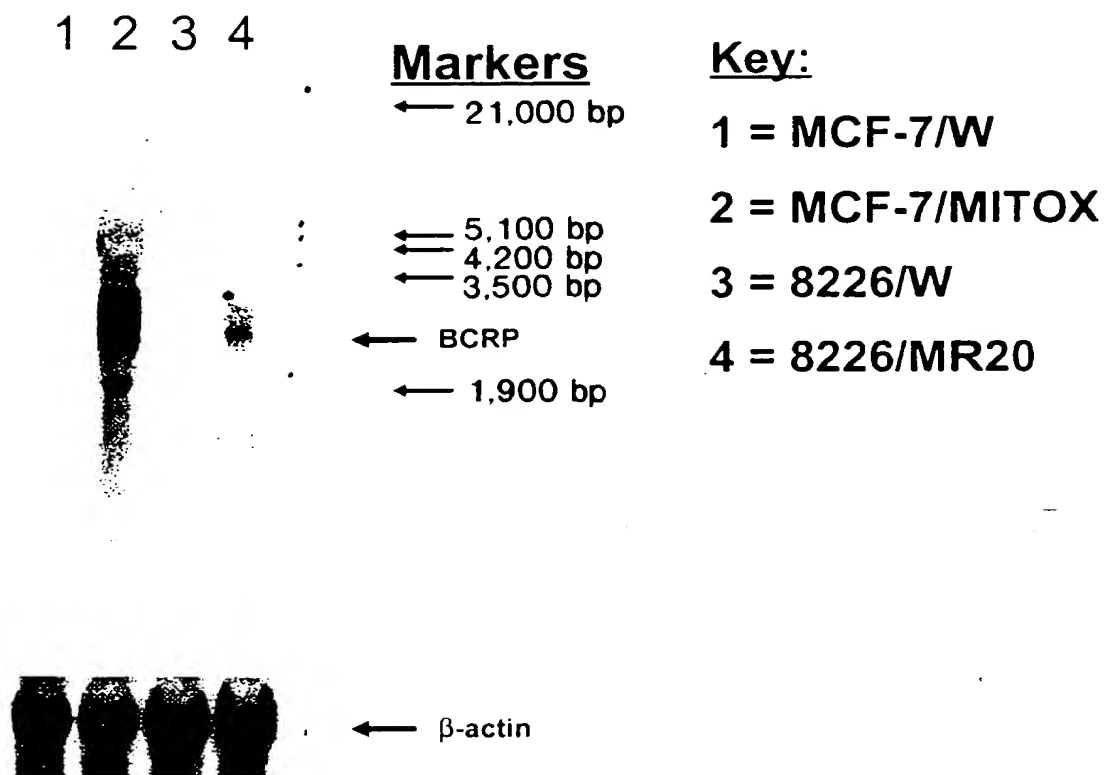 1 2 3 4
Markers
21,000 bp
5,100 bp
4,200 bp
3,500 bp
BCRP
1,900 bp
β-actin
Key:
1 = MCF-7/W
2 = MCF-7/MITOX
3 = 8226/W
4 = 8226/MR20